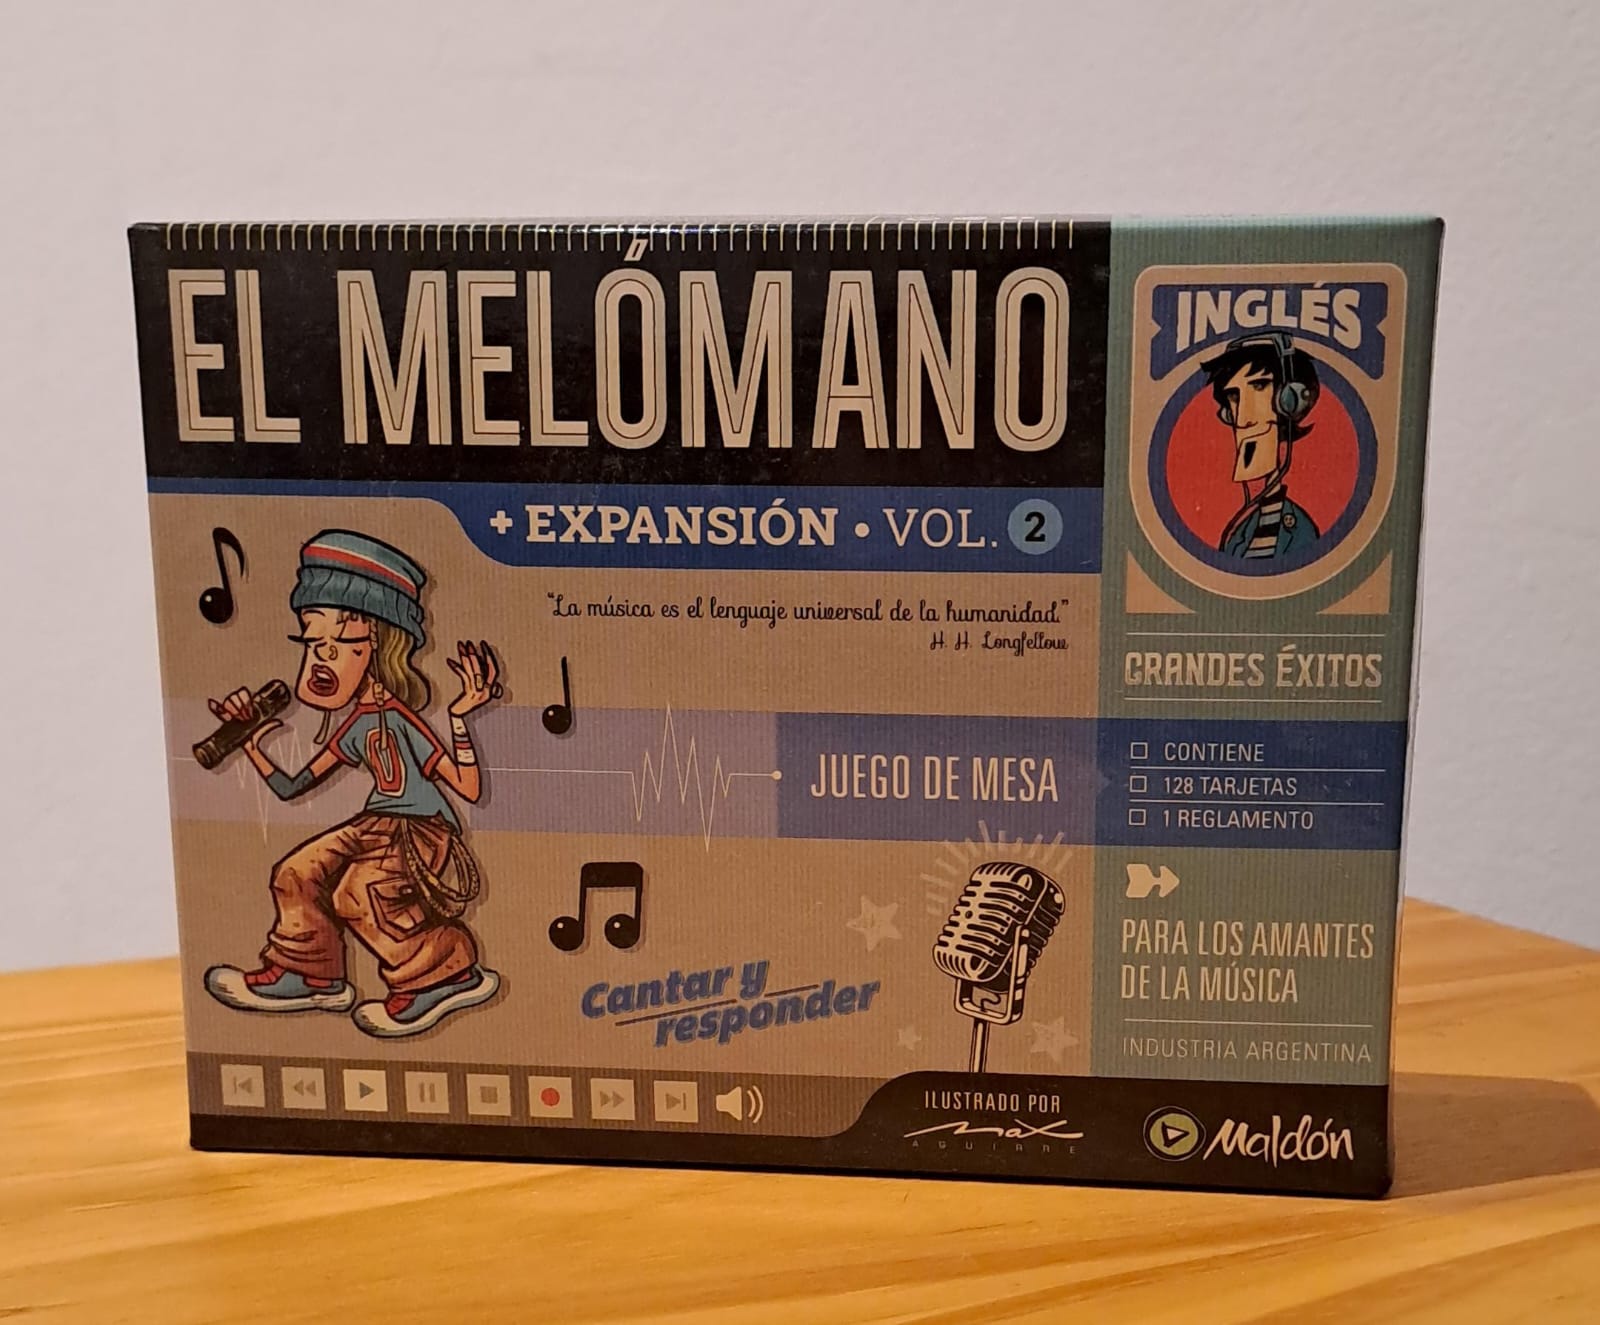 EL MELÓMANO
+ EXPANSIÓN • VOL. 2
"La música es el lenguaje universal de la humanidad."
H. H. Longfellow
JUEGO DE MESA
Cantar y
responder
ILUSTRADO POR
MAX
AGUIRRE
INGLÉS
GRANDES ÉXITOS
CONTIENE
128 TARJETAS
1 REGLAMENTO
PARA LOS AMANTES
DE LA MÚSICA
INDUSTRIA ARGENTINA
Maldón